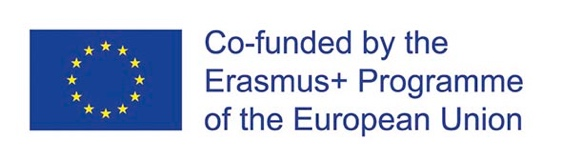 Co-funded by the
Erasmus+ Programme
of the European Union